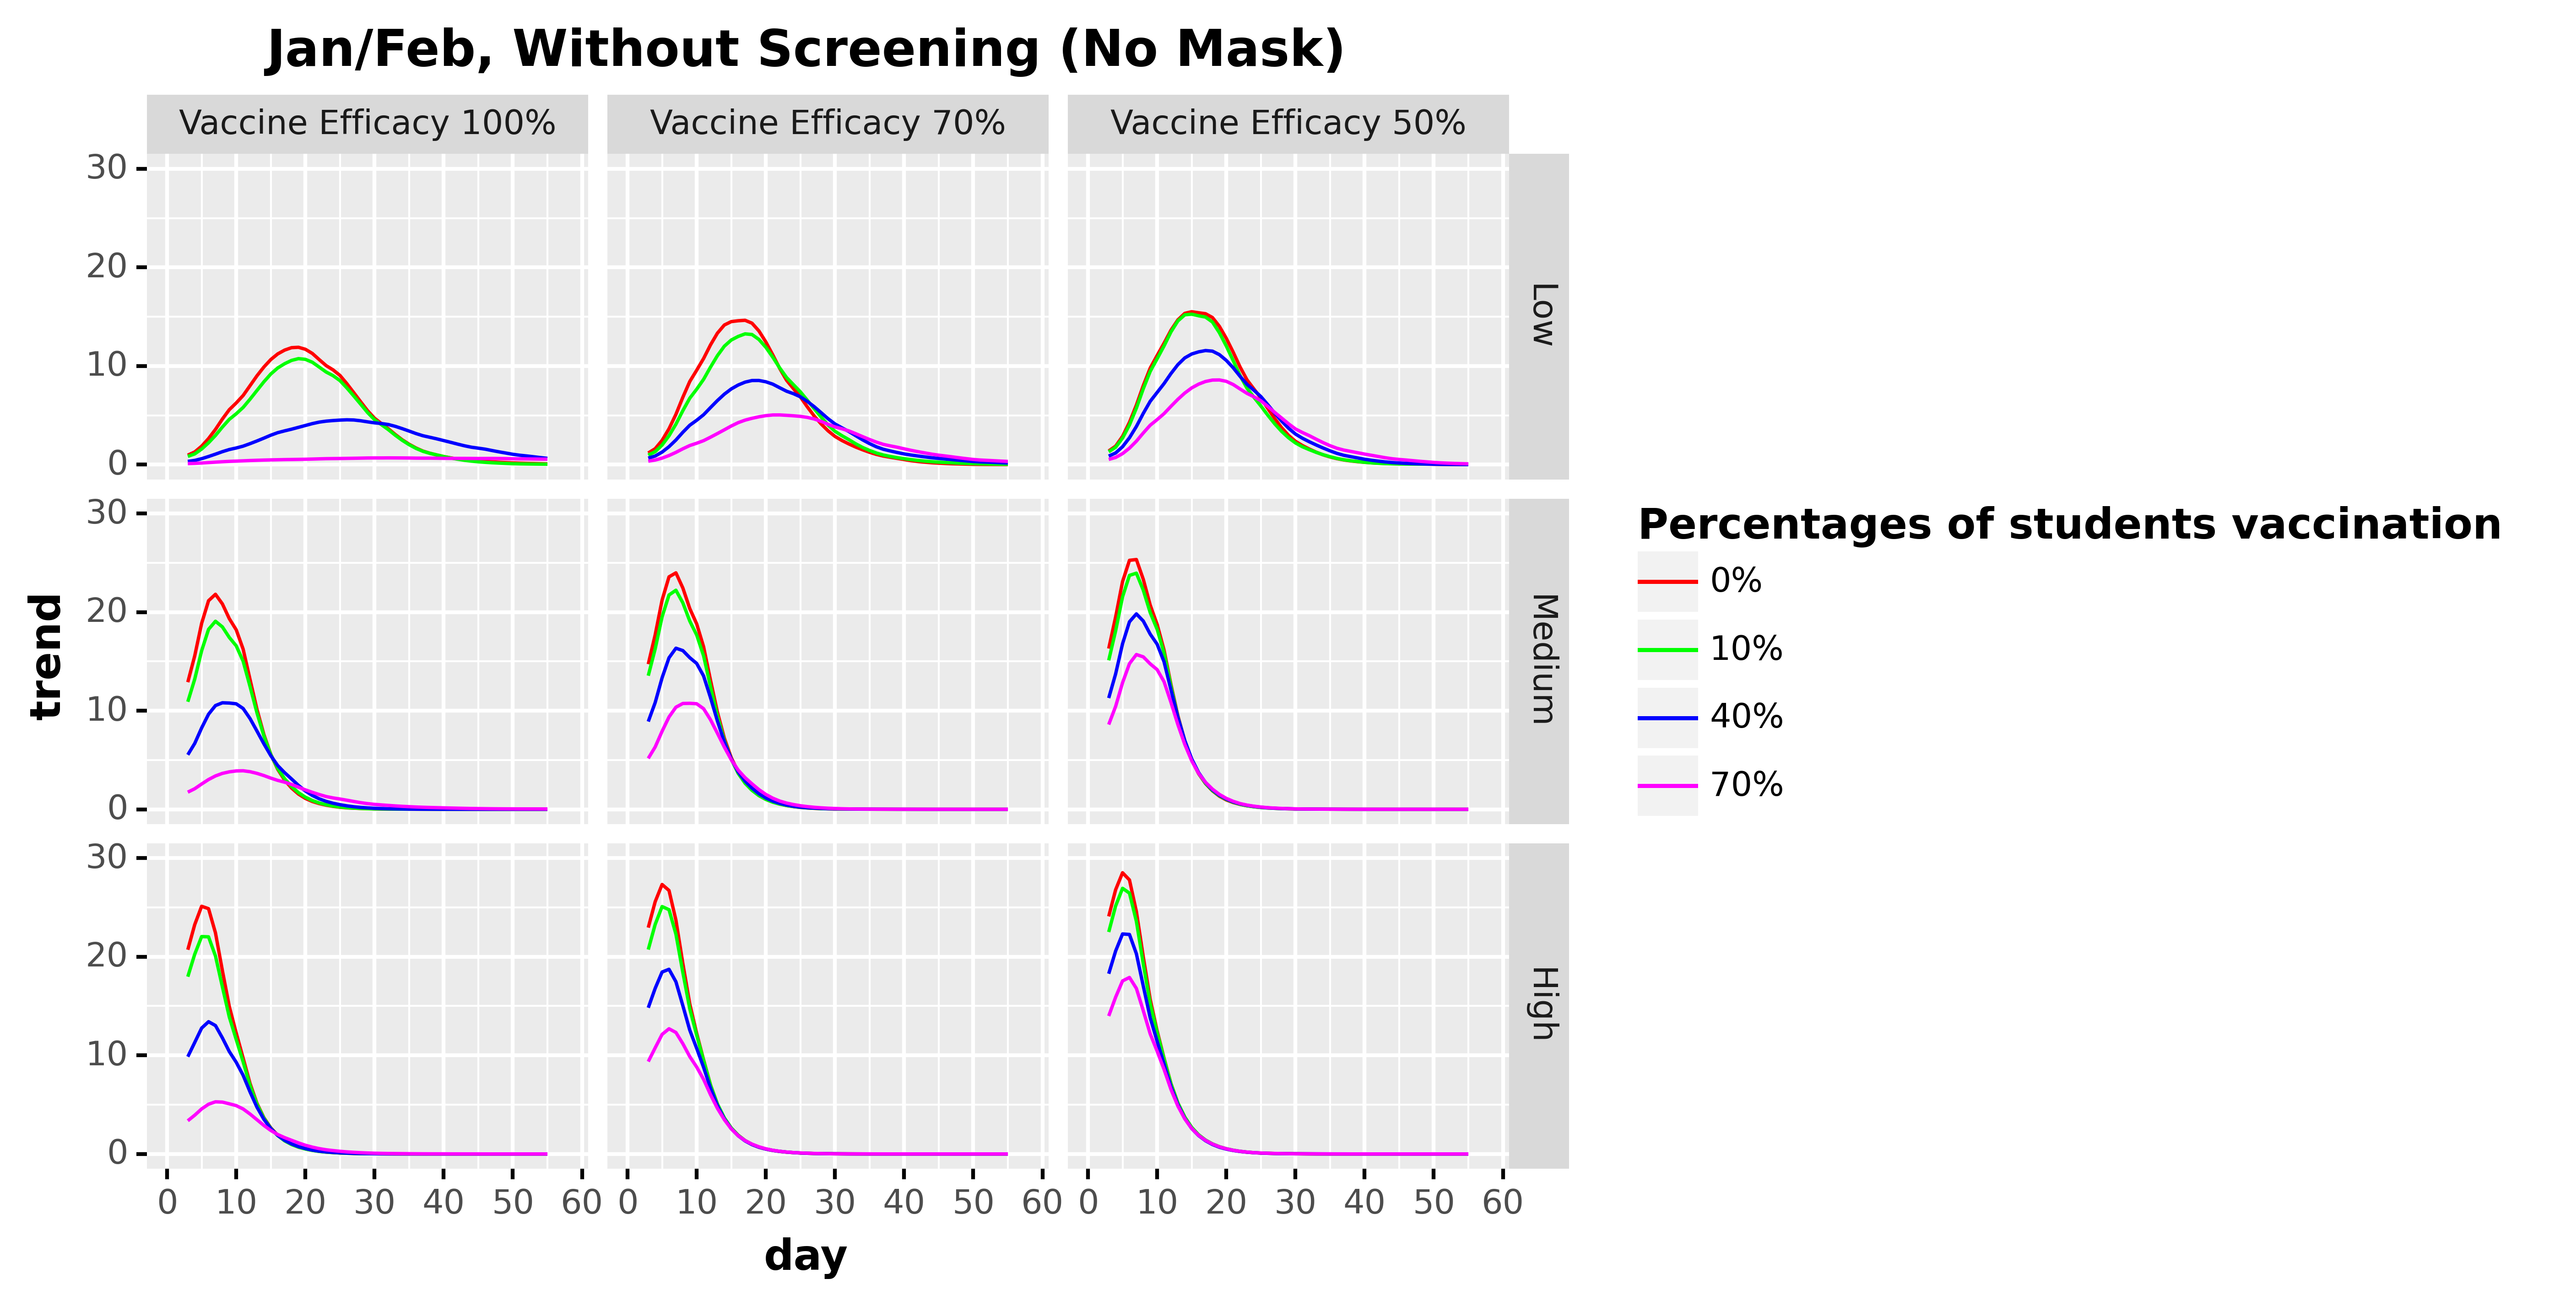 Jan/Feb, Without Screening (No Mask)
Vaccine Efficacy 100%
Vaccine Efficacy 70%
Vaccine Efficacy 50%
30
20
10
0
Low
30
20
10
0
Medium
30
20
10
0
High
trend
0 10 20 30 40 50 60
0 10 20 30 40 50 60
0 10 20 30 40 50 60
day
Percentages of students vaccination
0%
10%
40%
70%